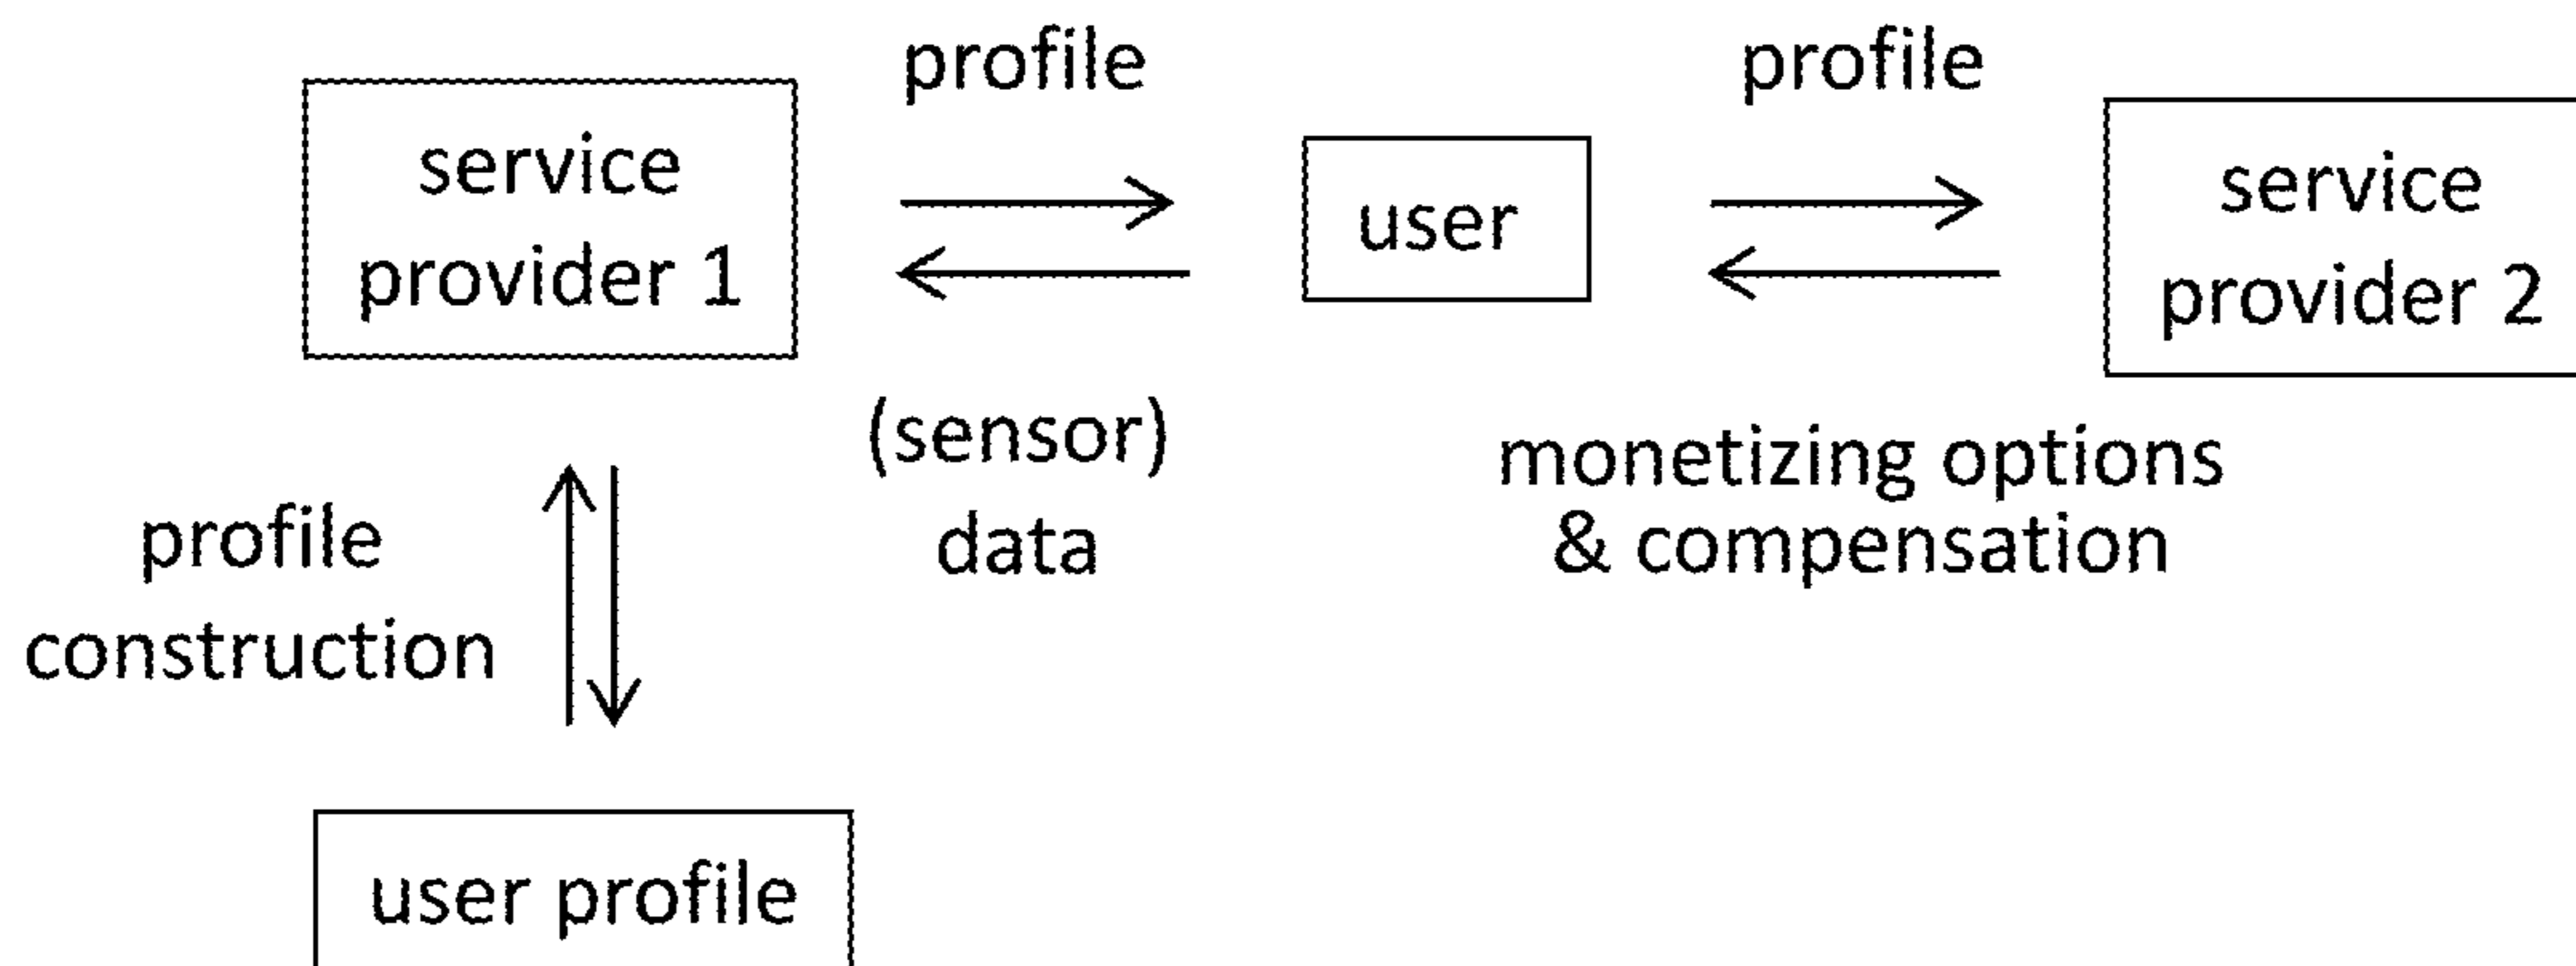 profile
profile
service
provider 1
user
service
provider 2
(sensor)
data
monetizing options
& compensation
profile
construction
user profile